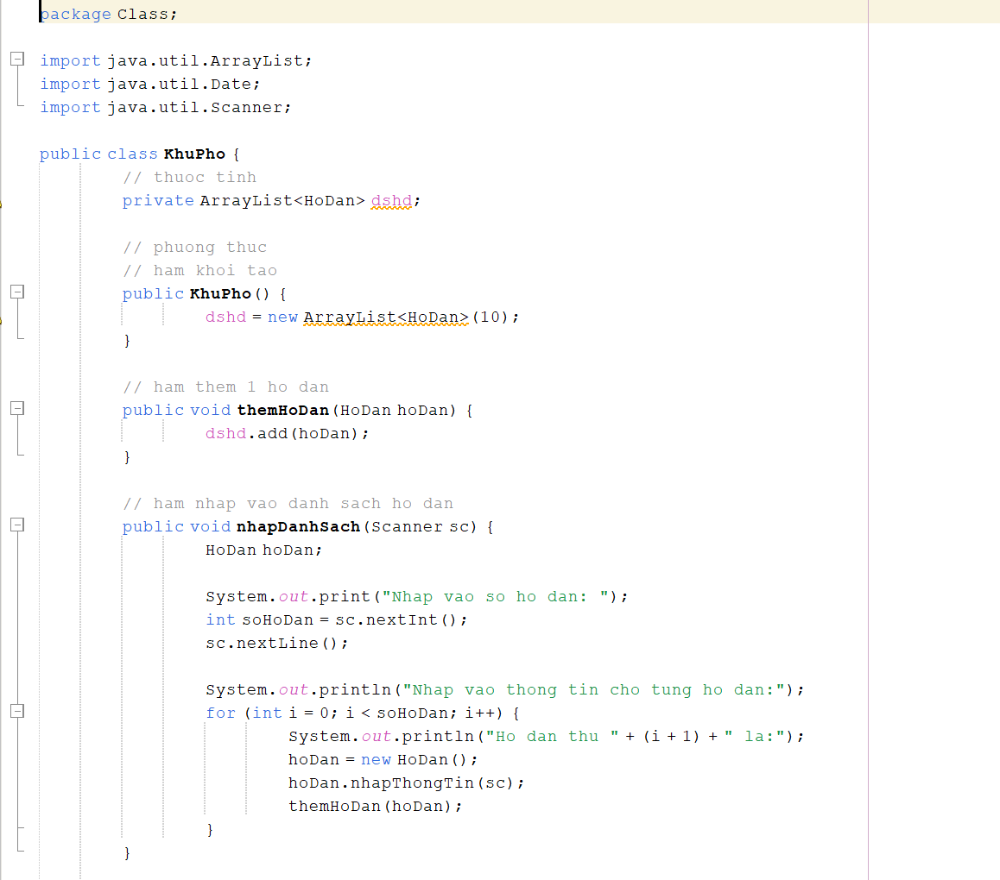 package Class;
import java.util.ArrayList;
import java.util.Date;
import java.util.Scanner;
public class KhuPho {
// thuoc tinh
private ArrayList<HoDan> dshd;
// phuong thuc
// ham khoi tao
public KhuPho() {
dshd = new ArrayList<HoDan>(10);
}
// ham them 1 ho dan
public void themHoDan(HoDan hoDan) {
dshd.add(hoDan);
}
// ham nhap vao danh sach ho dan
public void nhapDanhSach(Scanner sc) {
HoDan hoDan;
System.out.print("Nhap vao so ho dan: ");
int soHoDan = sc.nextInt();
sc.nextLine();
System.out.println("Nhap vao thong tin cho tung ho dan:");
for (int i = 0; i < soHoDan; i++) {
System.out.println("Ho dan thu " + (i + 1) + " la:");
hoDan = new HoDan();
hoDan.nhapThongTin(sc);
themHoDan(hoDan);
}
}